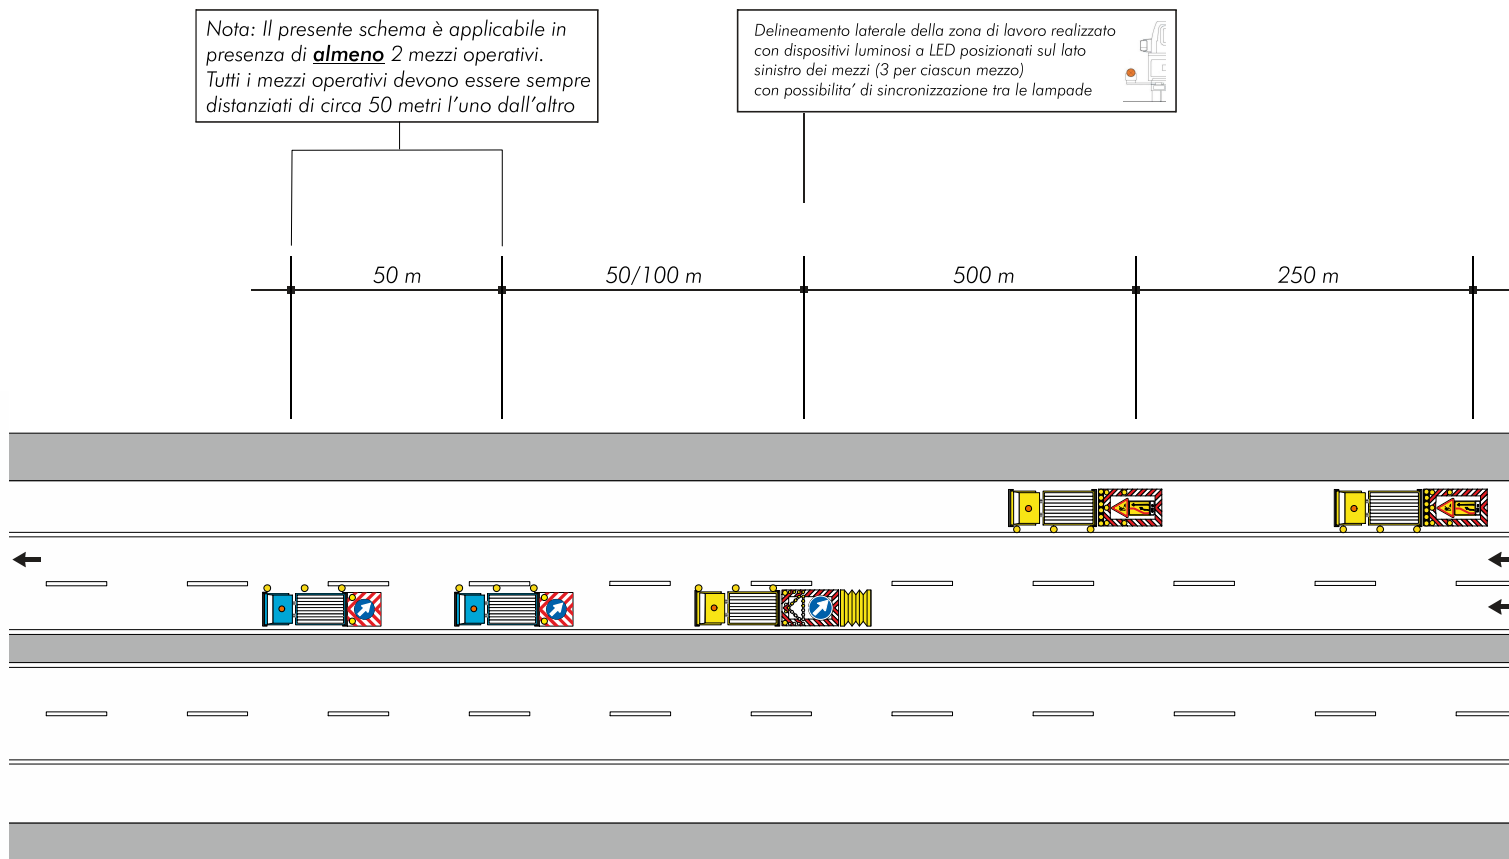 Nota: Il presente schema è applicabile in
presenza di almeno 2 mezzi operativi.
Tutti i mezzi operativi devono essere sempre
distanziati di circa 50 metri l'uno dall'altro
Delineamento laterale della zona di lavoro realizzato
con dispositivi luminosi a LED posizionati sul lato
sinistro dei mezzi (3 per ciascun mezzo)
con possibilita' di sincronizzazione tra le lampade
50 m
50/100 m
500 m
250 m